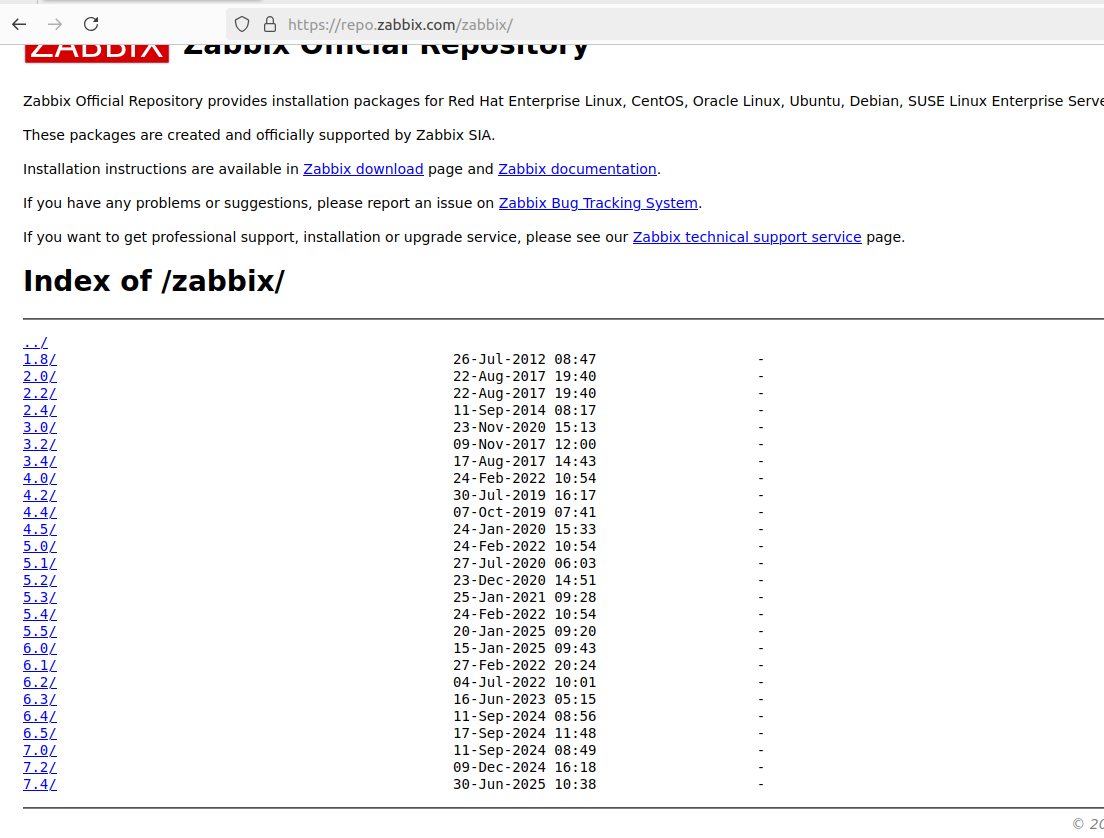 https://repo.zabbix.com/zabbix/
ZABBIX Zabbix Official Repository
Zabbix Official Repository provides installation packages for Red Hat Enterprise Linux, CentOS, Oracle Linux, Ubuntu, Debian, SUSE Linux Enterprise Serve
These packages are created and officially supported by Zabbix SIA.
Installation instructions are available in Zabbix download page and Zabbix documentation.
If you have any problems or suggestions, please report an issue on Zabbix Bug Tracking System.
If you want to get professional support, installation or upgrade service, please see our Zabbix technical support service page.
Index of /zabbix/
../
1.8/ 26-Jul-2012 08:47 -
2.0/ 22-Aug-2017 19:40 -
2.2/ 22-Aug-2017 19:40 -
2.4/ 11-Sep-2014 08:17 -
3.0/ 23-Nov-2020 15:13 -
3.2/ 09-Nov-2017 12:00 -
3.4/ 17-Aug-2017 14:43 -
4.0/ 24-Feb-2022 10:54 -
4.2/ 30-Jul-2019 16:17 -
4.4/ 07-Oct-2019 07:41 -
4.5/ 24-Jan-2020 15:33 -
5.0/ 24-Feb-2022 10:54 -
5.1/ 27-Jul-2020 06:03 -
5.2/ 23-Dec-2020 14:51 -
5.3/ 25-Jan-2021 09:28 -
5.4/ 24-Feb-2022 10:54 -
5.5/ 20-Jan-2025 09:20 -
6.0/ 15-Jan-2025 09:43 -
6.1/ 27-Feb-2022 20:24 -
6.2/ 04-Jul-2022 10:01 -
6.3/ 16-Jun-2023 05:15 -
6.4/ 11-Sep-2024 08:56 -
6.5/ 17-Sep-2024 11:48 -
7.0/ 11-Sep-2024 08:49 -
7.2/ 09-Dec-2024 16:18 -
7.4/ 30-Jun-2025 10:38 -
© 20